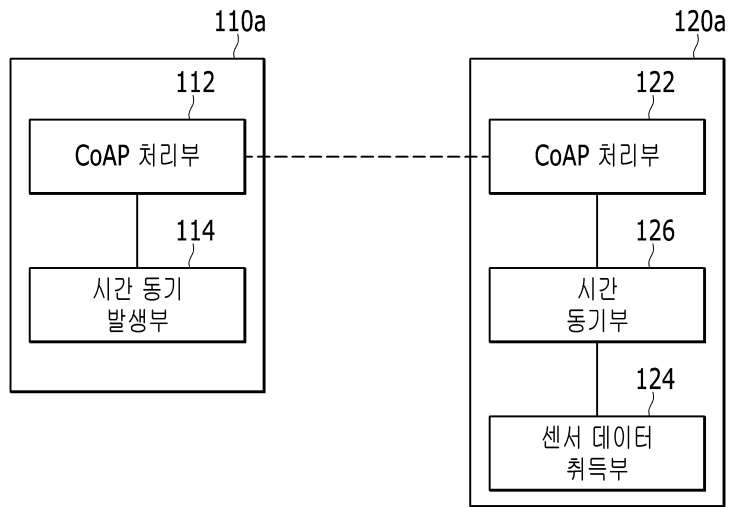 110a
120a
112
122
CoAP 처리부
CoAP 처리부
114
126
시간 동기
발생부
시간
동기부
124
센서 데이터
취득부